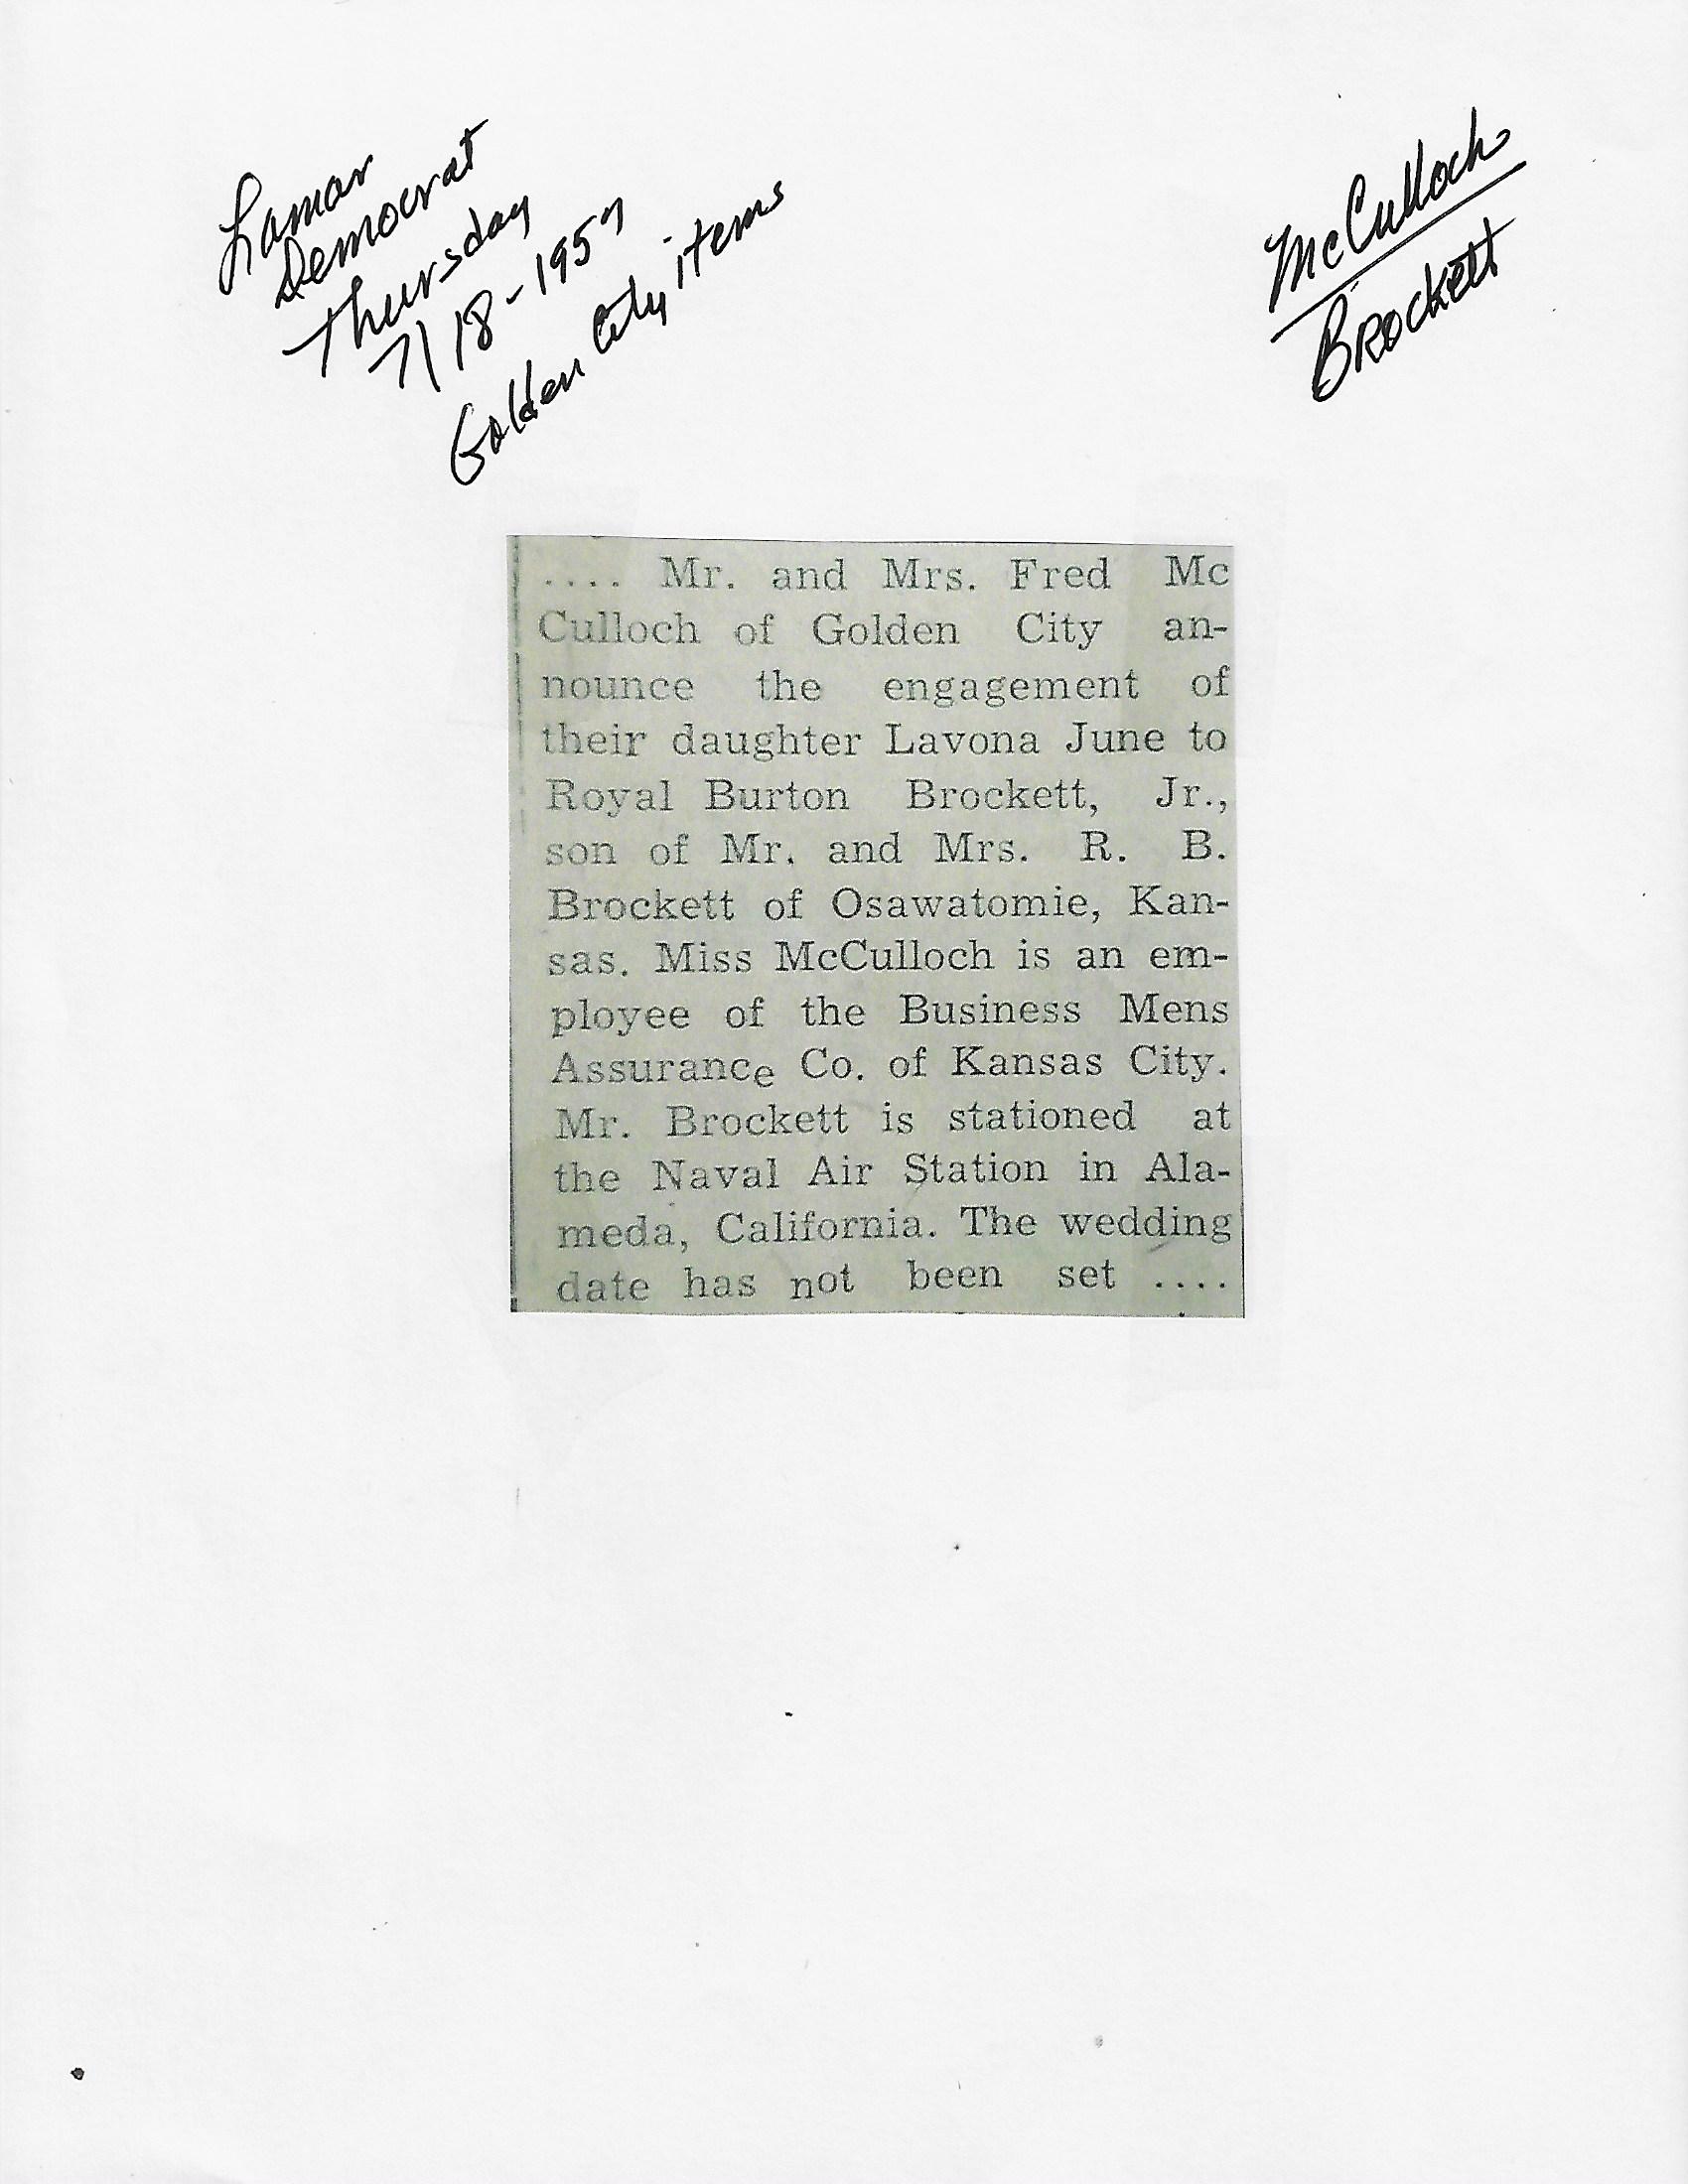 Lamar
Democrat
Thursday
7/18-1957
Golden City items
McCulloch
Brockett
.... Mr. and Mrs. Fred Mc
Culloch of Golden City an-
nounce the engagement of
their daughter Lavona June to
Royal Burton Brockett, Jr.,
son of Mr. and Mrs. R. B.
Brockett of Osawatomie, Kan-
sas. Miss McCulloch is an em-
ployee of the Business Mens
Assurance Co. of Kansas City.
Mr. Brockett is stationed at
the Naval Air Station in Ala-
meda, California. The wedding
date has not been set ....